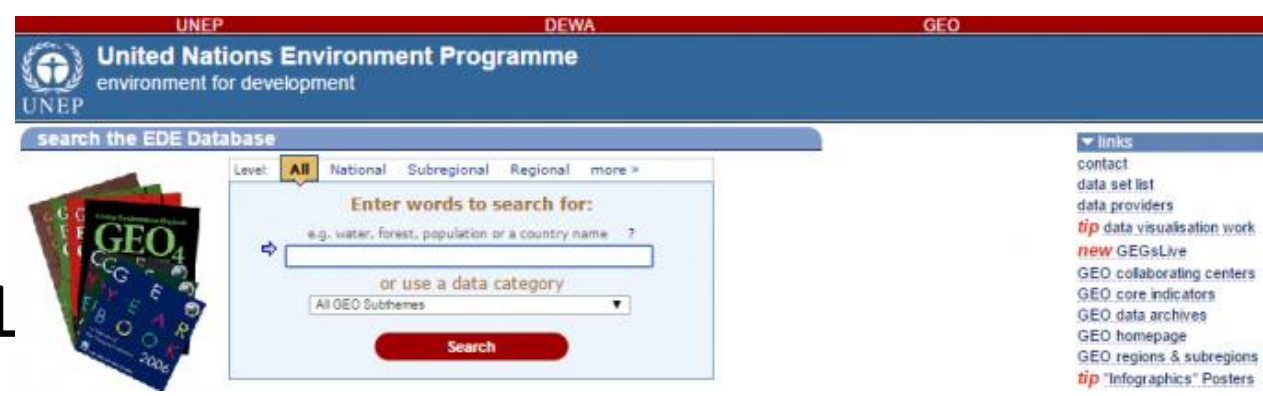 UNEP DEWA GEO
United Nations Environment Programme
environment for development
UNEP
search the EDE Database
Level: All National Subregional Regional more »
Enter words to search for:
e.g. water, forest, population or a country name ?
or use a data category
All GEO Subthemes ▼
Search
GEO4
2006
1
▼ links
contact
data set list
data providers
tip data visualisation work
new GEGsLive
GEO collaborating centers
GEO core indicators
GEO data archives
GEO homepage
GEO regions & subregions
tip "Infographics" Posters